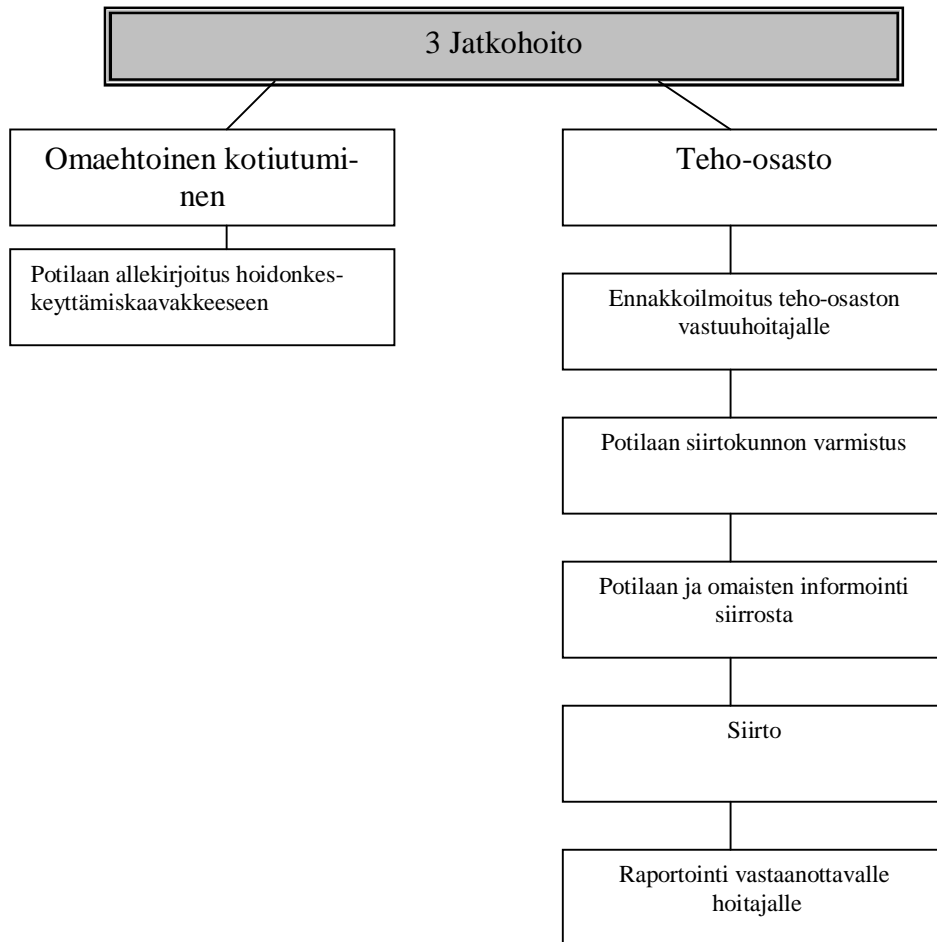 3 Jatkohoito
Omaehtoinen kotiutumi-
nen
Potilaan allekirjoitus hoidonkes-
keyttämiskaavakkeeseen
Teho-osasto
Ennakkoilmoitus teho-osaston
vastuuhoitajalle
Potilaan siirtokunnon varmistus
Potilaan ja omaisten informointi
siirrosta
Siirto
Raportointi vastaanottavalle
hoitajalle